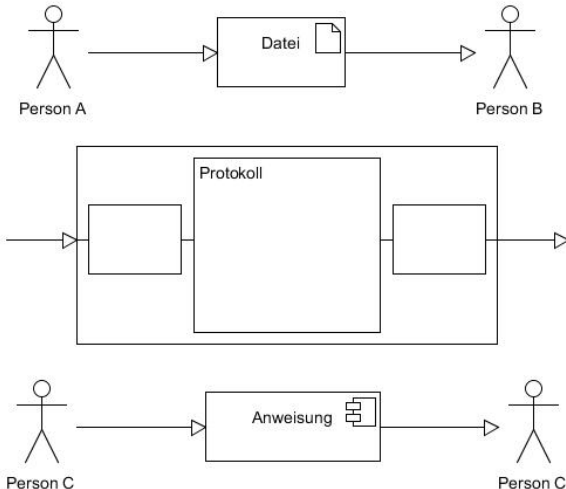 Datei
Person A
Person B
Protokoll
Anweisung
Person C
Person C